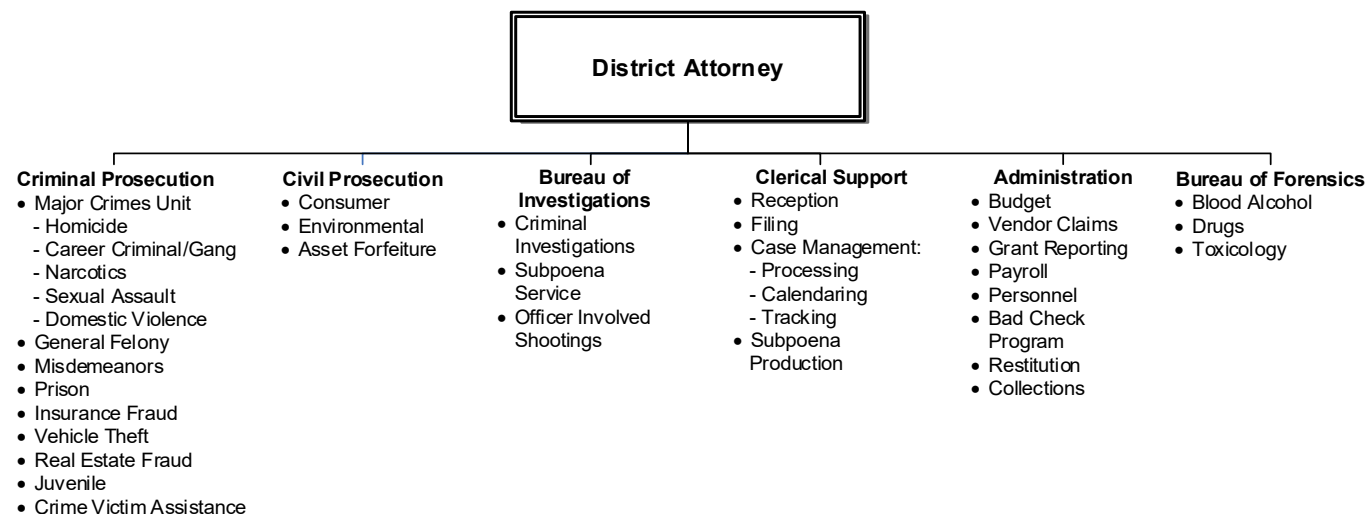 District Attorney
Criminal Prosecution
• Major Crimes Unit
- Homicide
- Career Criminal/Gang
- Narcotics
- Sexual Assault
- Domestic Violence
• General Felony
• Misdemeanors
• Prison
• Insurance Fraud
• Vehicle Theft
• Real Estate Fraud
• Juvenile
• Crime Victim Assistance
Civil Prosecution
• Consumer
• Environmental
• Asset Forfeiture
Bureau of
Investigations
• Criminal
Investigations
• Subpoena
Service
• Officer Involved
Shootings
Clerical Support
• Reception
• Filing
• Case Management:
- Processing
- Calendaring
- Tracking
• Subpoena
Production
Administration
• Budget
• Vendor Claims
• Grant Reporting
• Payroll
• Personnel
• Bad Check
Program
• Restitution
• Collections
Bureau of Forensics
• Blood Alcohol
• Drugs
• Toxicology